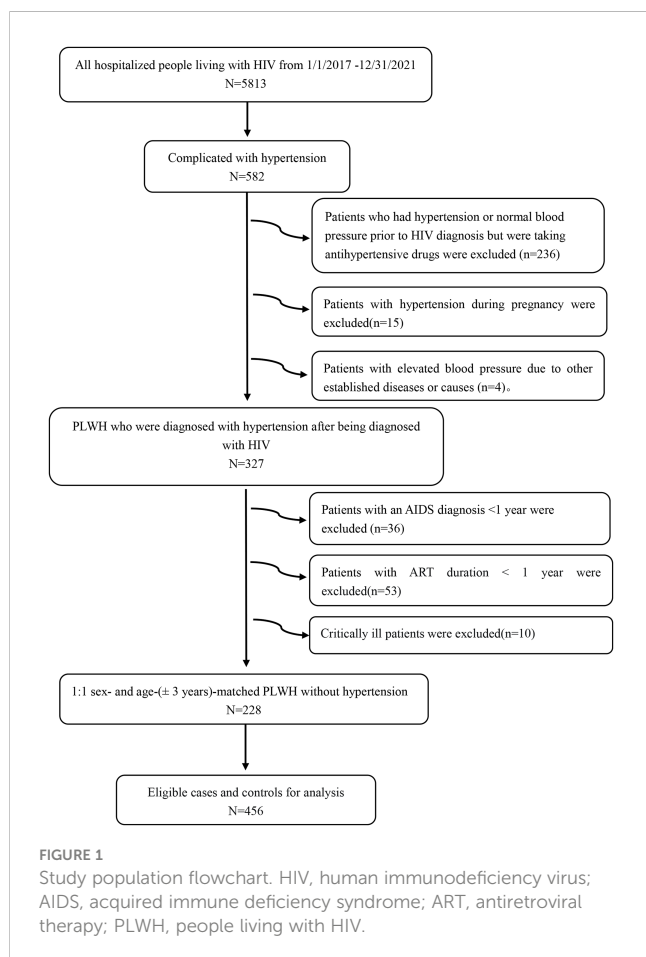 All hospitalized people living with HIV from 1/1/2017 -12/31/2021
N=5813
Complicated with hypertension
N=582
Patients who had hypertension or normal blood
pressure prior to HIV diagnosis but were taking
antihypertensive drugs were excluded (n=236)
Patients with hypertension during pregnancy were
excluded(n=15)
Patients with elevated blood pressure due to other
established diseases or causes (n=4)。
PLWH who were diagnosed with hypertension after being diagnosed
with HIV
N=327
Patients with an AIDS diagnosis <1 year were
excluded (n=36)
Patients with ART duration < 1 year were
excluded(n=53)
Critically ill patients were excluded(n=10)
1:1 sex- and age-(± 3 years)-matched PLWH without hypertension
N=228
Eligible cases and controls for analysis
N=456
FIGURE 1
Study population flowchart. HIV, human immunodeficiency virus;
AIDS, acquired immune deficiency syndrome; ART, antiretroviral
therapy; PLWH, people living with HIV.